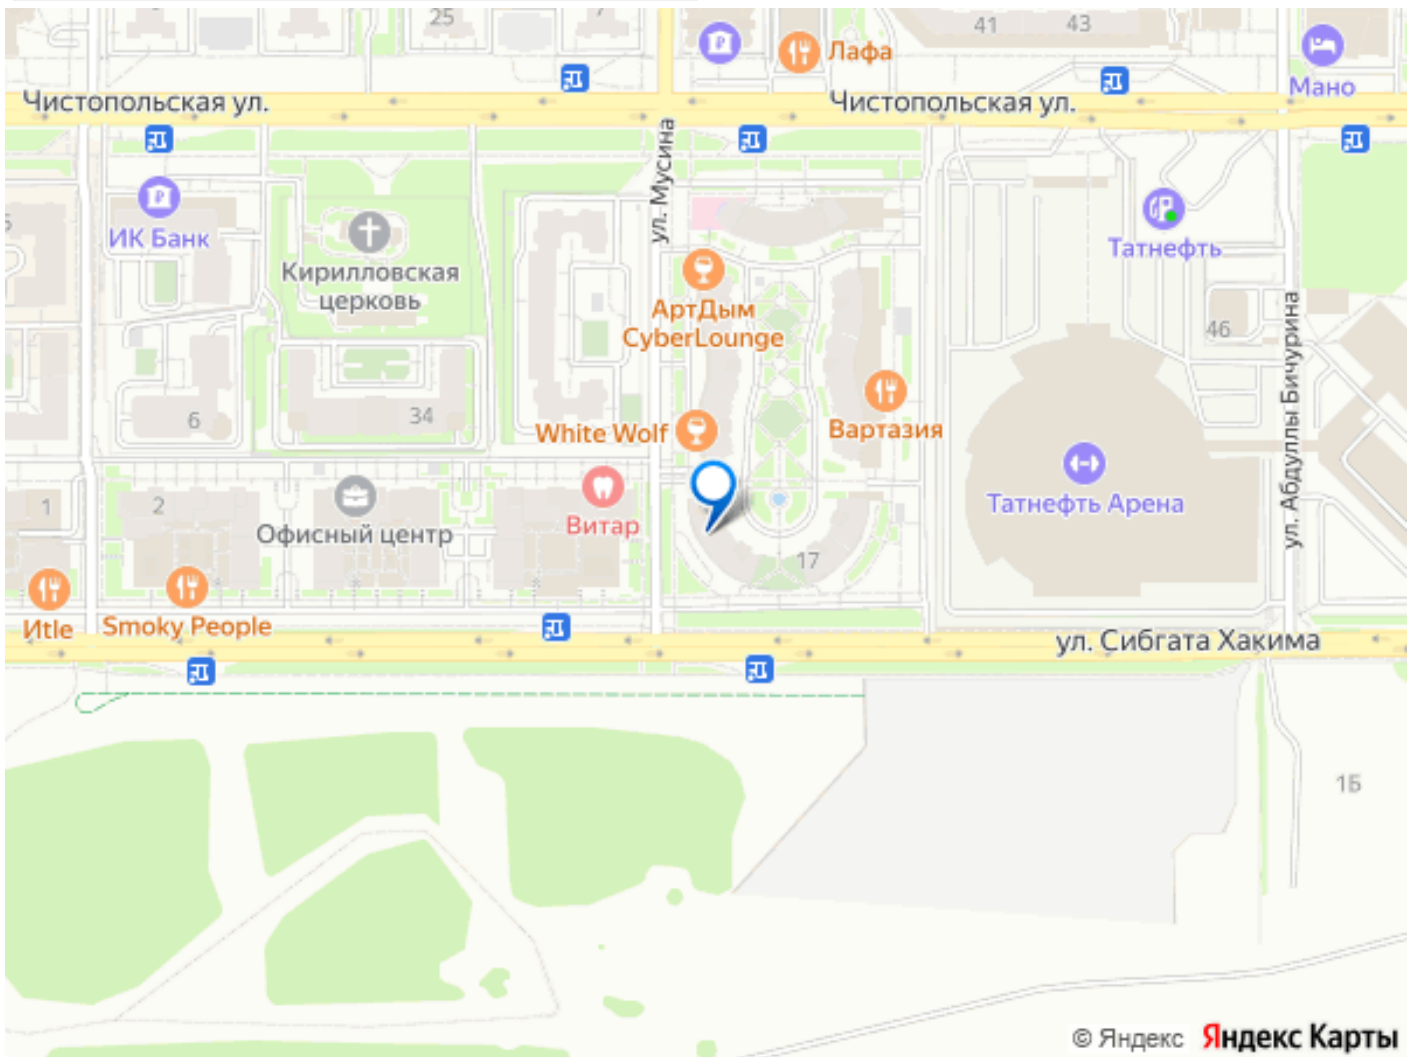 25
7
41
43
Лафа
Мано
Чистопольская ул.
Чистопольская ул.
ул. Мусина
ИК Банк
Кирилловская
церковь
Татнефть
АртДым
CyberLounge
46
ул. Абдуллы Бичурина
6
34
White Wolf
Вартазия
1
2
Офисный центр
Витар
Татнефть Арена
17
Итle
Smoky People
ул. Сибгата Хакима
1Б
© Яндекс Яндекс Карты